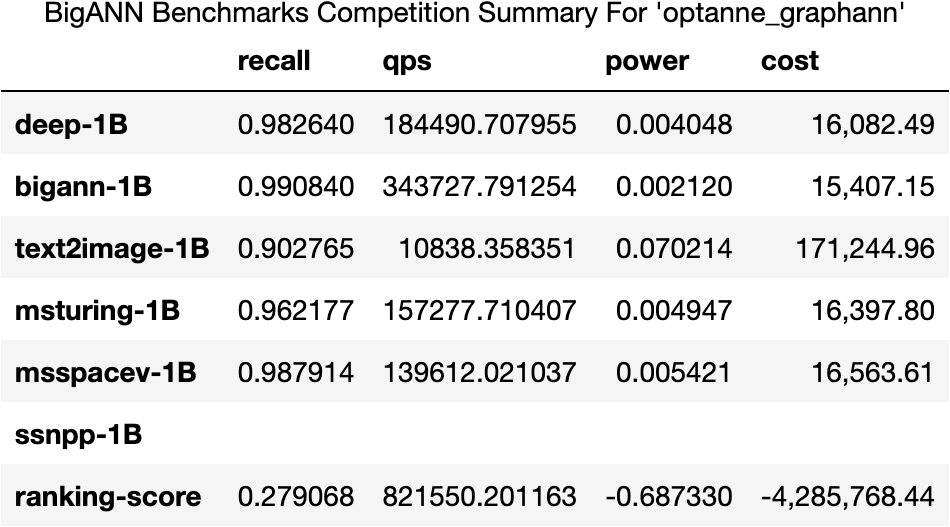 BigANN Benchmarks Competition Summary For 'optanne_graphann'
recall qps power cost
deep-1B 0.982640 184490.707955 0.004048 16,082.49
bigann-1B 0.990840 343727.791254 0.002120 15,407.15
text2image-1B 0.902765 10838.358351 0.070214 171,244.96
msturing-1B 0.962177 157277.710407 0.004947 16,397.80
msspacev-1B 0.987914 139612.021037 0.005421 16,563.61
ssnpp-1B
ranking-score 0.279068 821550.201163 -0.687330 -4,285,768.44